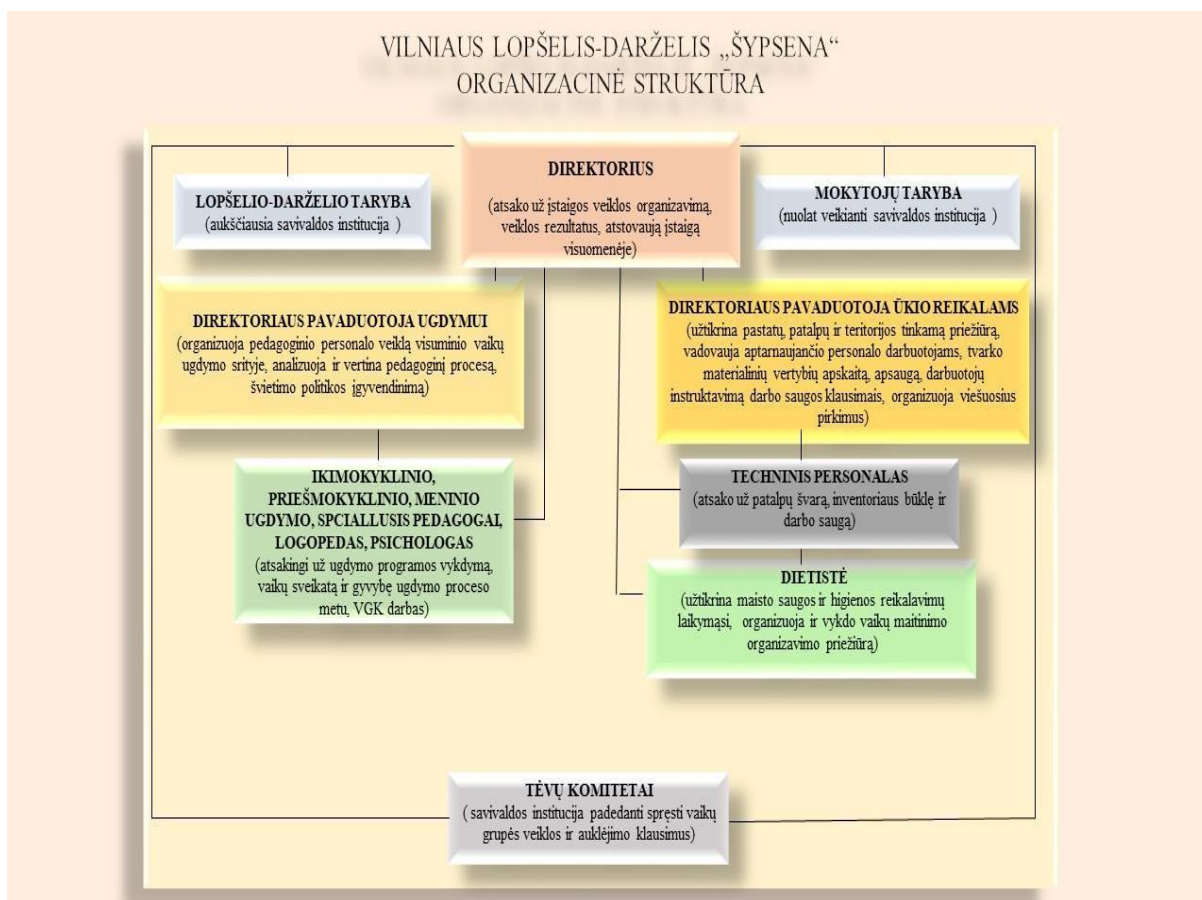 VILNIAUS LOPŠELIS-DARŽELIS „ŠYPSENA“
ORGANIZACINĖ STRUKTŪRA
DIREKTORIUS
(atsako už įstaigos veiklos organizavimą,
veiklos rezultatus, atstovaują įstaigą
visuomenėje)
LOPŠELIO-DARŽELIO TARYBA
(aukščiausia savivaldos institucija )
MOKYTOJŲ TARYBA
(nuolat veikianti savivaldos institucija )
DIREKTORIAUS PAVADUOTOJA UGDYMUI
(organizuoja pedagoginio personalo veiklą visuminio vaikų
ugdymo srityje, analizuoja ir vertina pedagoginį procesą,
švietimo politikos įgyvendinimą)
DIREKTORIAUS PAVADUOTOJA ŪKIO REIKALAMS
(užtikrina pastatų, patalpų ir teritorijos tinkamą priežiūrą,
vadovauja aptarnaujančio personalo darbuotojams, tvarko
materialinių vertybių apskaitą, apsaugą, darbuotojų
instruktavimą darbo saugos klausimais, organizuoja viešuosius
pirkimus)
IKIMOKYKLINIO,
PRIEŠMOKYKLINIO, MENINIO
UGDYMO, SPCIALLUSIS PEDAGOGAI,
LOGOPEDAS, PSICHOLOGAS
(atsakingi už ugdymo programos vykdymą,
vaikų sveikatą ir gyvybę ugdymo proceso
metu, VGK darbas)
TECHNINIS PERSONALAS
(atsako už patalpų švarą, inventoriaus būklę ir
darbo saugą)
DIETISTĖ
(užtikrina maisto saugos ir higienos reikalavimų
laikymąsi, organizuoja ir vykdo vaikų maitinimo
organizavimo priežiūrą)
TĖVŲ KOMITETAI
( savivaldos institucija padedanti spręsti vaikų
grupės veiklos ir auklėjimo klausimus)